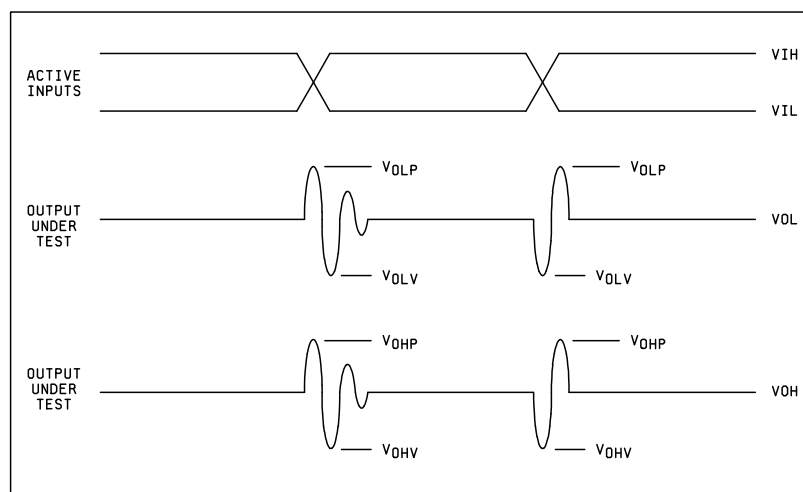 VIH
ACTIVE
INPUTS
VIL
VOLP
VOLP
OUTPUT
UNDER
TEST
VOL
VOLV
VOLV
VOHP
VOHP
OUTPUT
UNDER
TEST
VOH
VOHV
VOHV